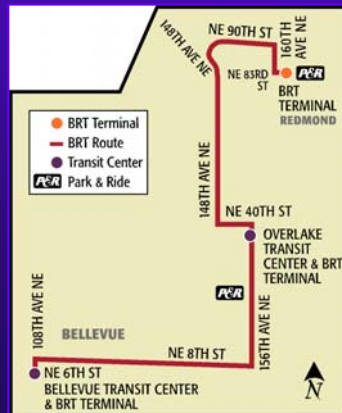 148TH AVE NE
NE 90TH ST
160TH
AVE NE
NE 83RD
ST
P&R
BRT
TERMINAL
REDMOND
BRT Terminal
BRT Route
Transit Center
P&R Park & Ride
148TH AVE NE
NE 40TH ST
OVERLAKE
TRANSIT
CENTER & BRT
TERMINAL
P&R
156TH AVE NE
108TH AVE NE
BELLEVUE
NE 8TH ST
NE 6TH ST
BELLEVUE TRANSIT CENTER
& BRT TERMINAL
N